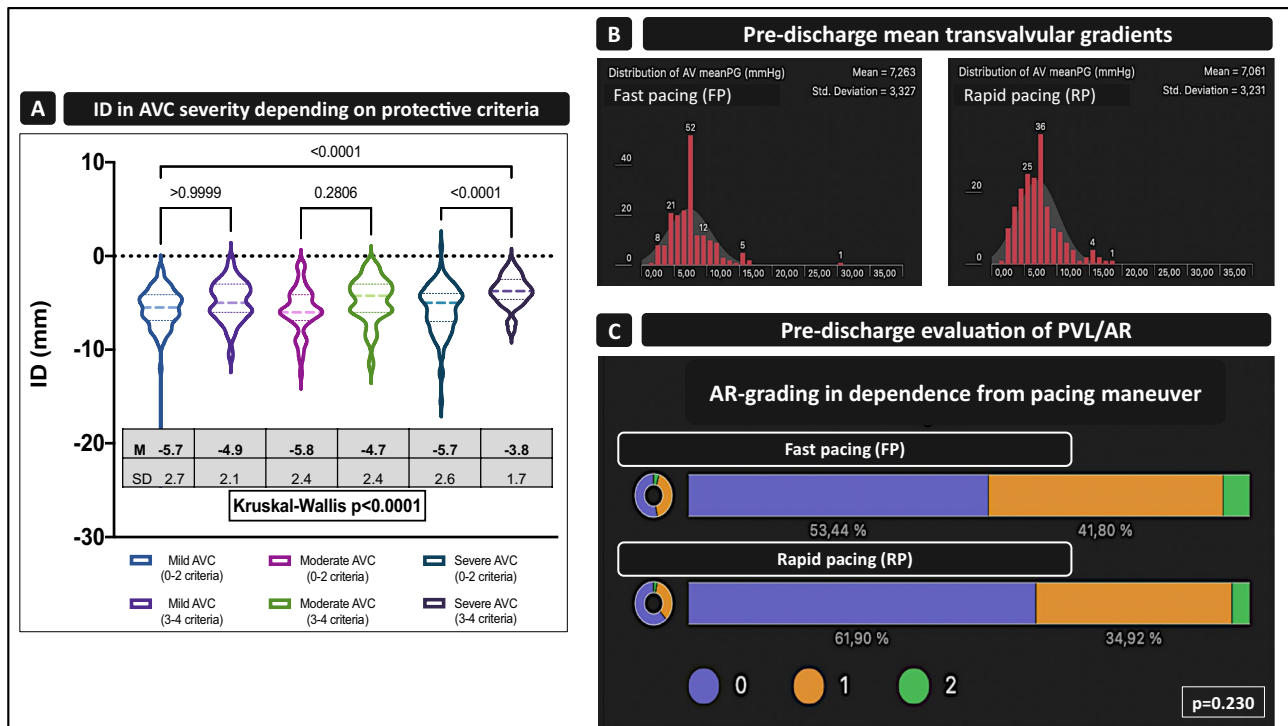 A ID in AVC severity depending on protective criteria
<0.0001
>0.9999 0.2806 <0.0001
10
0
-10
-20
-30
ID (mm)
M -5.7 -4.9 -5.8 -4.7 -5.7 -3.8
SD 2.7 2.1 2.4 2.4 2.6 1.7
Kruskal-Wallis p<0.0001
Mild AVC Moderate AVC Severe AVC
(0-2 criteria) (0-2 criteria) (0-2 criteria)
Mild AVC Moderate AVC Severe AVC
(3-4 criteria) (3-4 criteria) (3-4 criteria)
B Pre-discharge mean transvalvular gradients
Distribution of AV meanPG (mmHg) Mean = 7,263
Fast pacing (FP) Std. Deviation = 3,327
52
40
21
20
12
8
5
1
0
0,00 5,00 10,00 15,00 20,00 25,00 30,00 35,00
Distribution of AV meanPG (mmHg) Mean = 7,061
Rapid pacing (RP) Std. Deviation = 3,231
36
25
20
4
1
0
0,00 5,00 10,00 15,00 20,00 25,00 30,00 35,00
C Pre-discharge evaluation of PVL/AR
AR-grading in dependence from pacing maneuver
Fast pacing (FP)
53,44 % 41,80 %
Rapid pacing (RP)
61,90 % 34,92 %
0 1 2
p=0.230